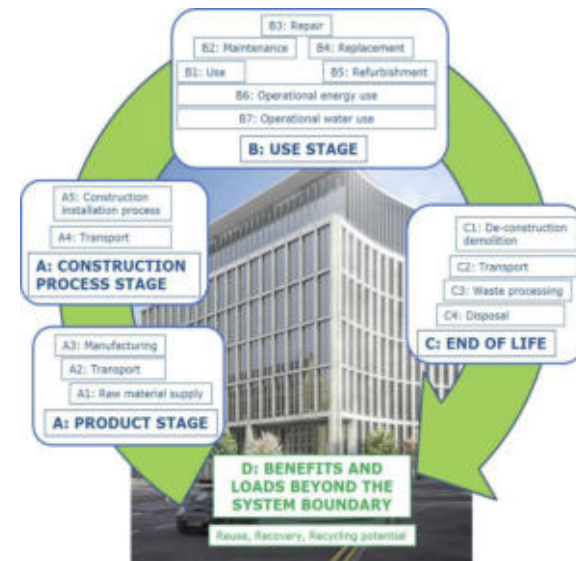 B3: Repair
B2: Maintenance
B4: Replacement
B1: Use
B5: Refurbishment
B6: Operational energy use
B7: Operational water use
B: USE STAGE
A5: Construction
installation process
A4: Transport
A: CONSTRUCTION
PROCESS STAGE
A3: Manufacturing
A2: Transport
A1: Raw material supply
A: PRODUCT STAGE
C1: De-construction
demolition
C2: Transport
C3: Waste processing
C4: Disposal
C: END OF LIFE
D: BENEFITS AND
LOADS BEYOND THE
SYSTEM BOUNDARY
Reuse, Recovery, Recycling potential